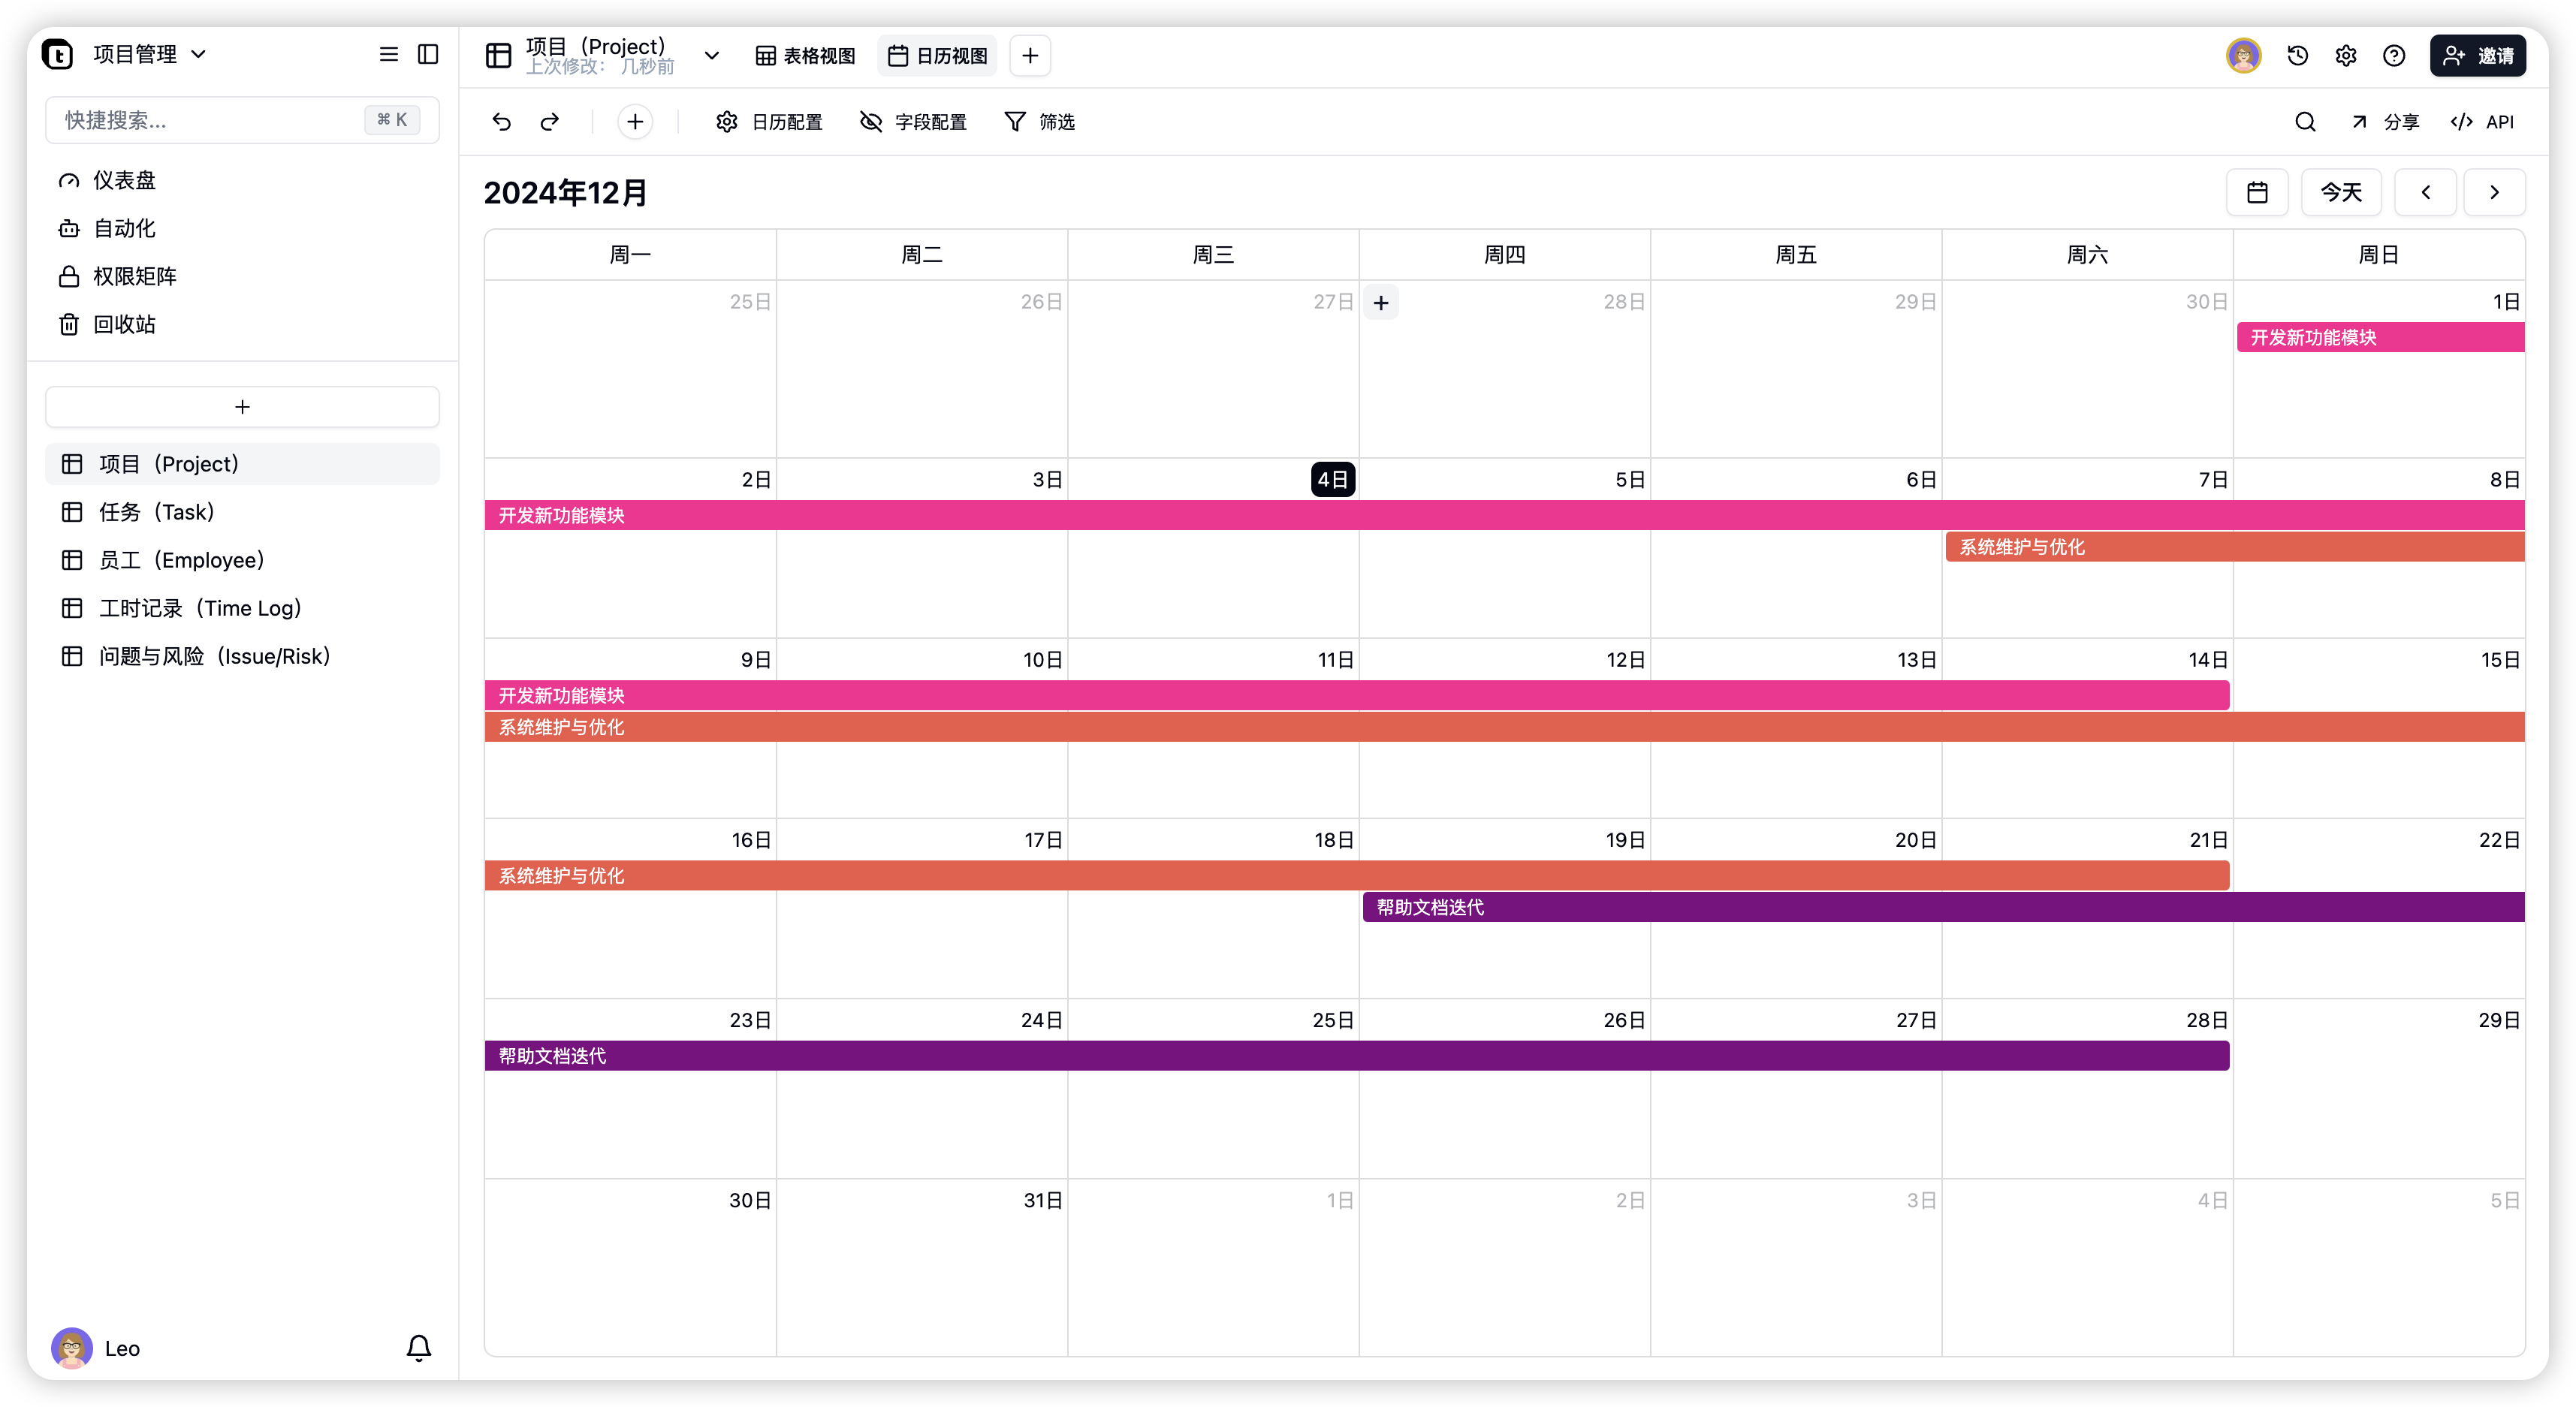 项目管理
快捷搜索...
⌘ K
仪表盘
自动化
权限矩阵
回收站
项目（Project）
任务（Task）
员工（Employee）
工时记录（Time Log）
问题与风险（Issue/Risk）
Leo
项目（Project）
上次修改： 几秒前
表格视图
日历视图
邀请
日历配置
字段配置
筛选
分享
API
2024年12月
今天
周一 周二 周三 周四 周五 周六 周日
25日 26日 27日 28日 29日 30日 1日
开发新功能模块
2日 3日 4日 5日 6日 7日 8日
开发新功能模块
系统维护与优化
9日 10日 11日 12日 13日 14日 15日
开发新功能模块
系统维护与优化
16日 17日 18日 19日 20日 21日 22日
系统维护与优化
帮助文档迭代
23日 24日 25日 26日 27日 28日 29日
帮助文档迭代
30日 31日 1日 2日 3日 4日 5日